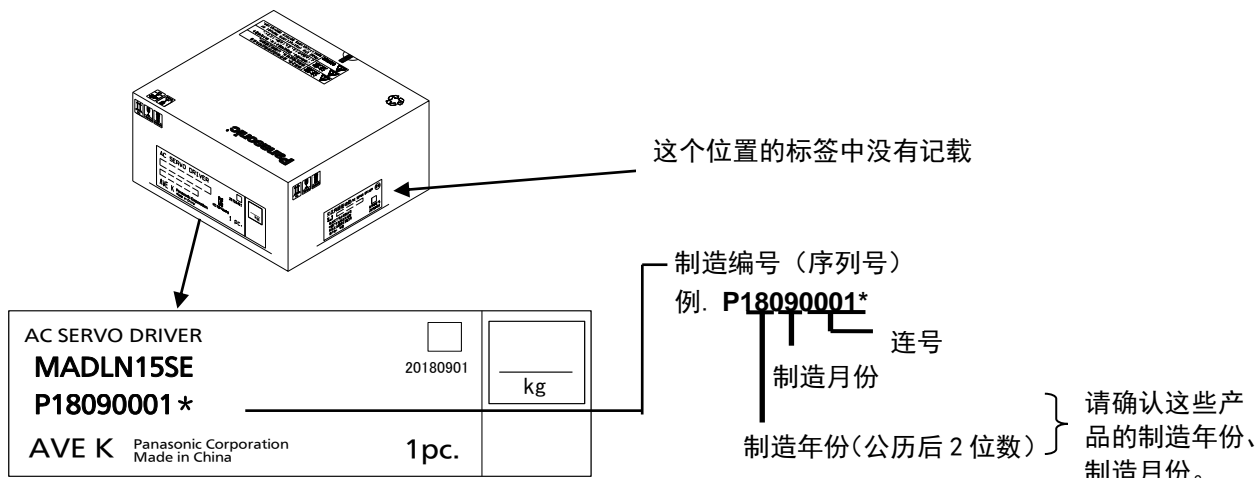 Panasonic
AC SERVO DRIVER
AVE K
1 pc.
这个位置的标签中没有记载
制造编号（序列号）
例. P18090001*
连号
制造月份
制造年份(公历后 2 位数)
请确认这些产
品的制造年份、
制造月份。
AC SERVO DRIVER
MADLN15SE
20180901
P18090001*
kg
AVE K Panasonic Corporation
Made in China
1pc.